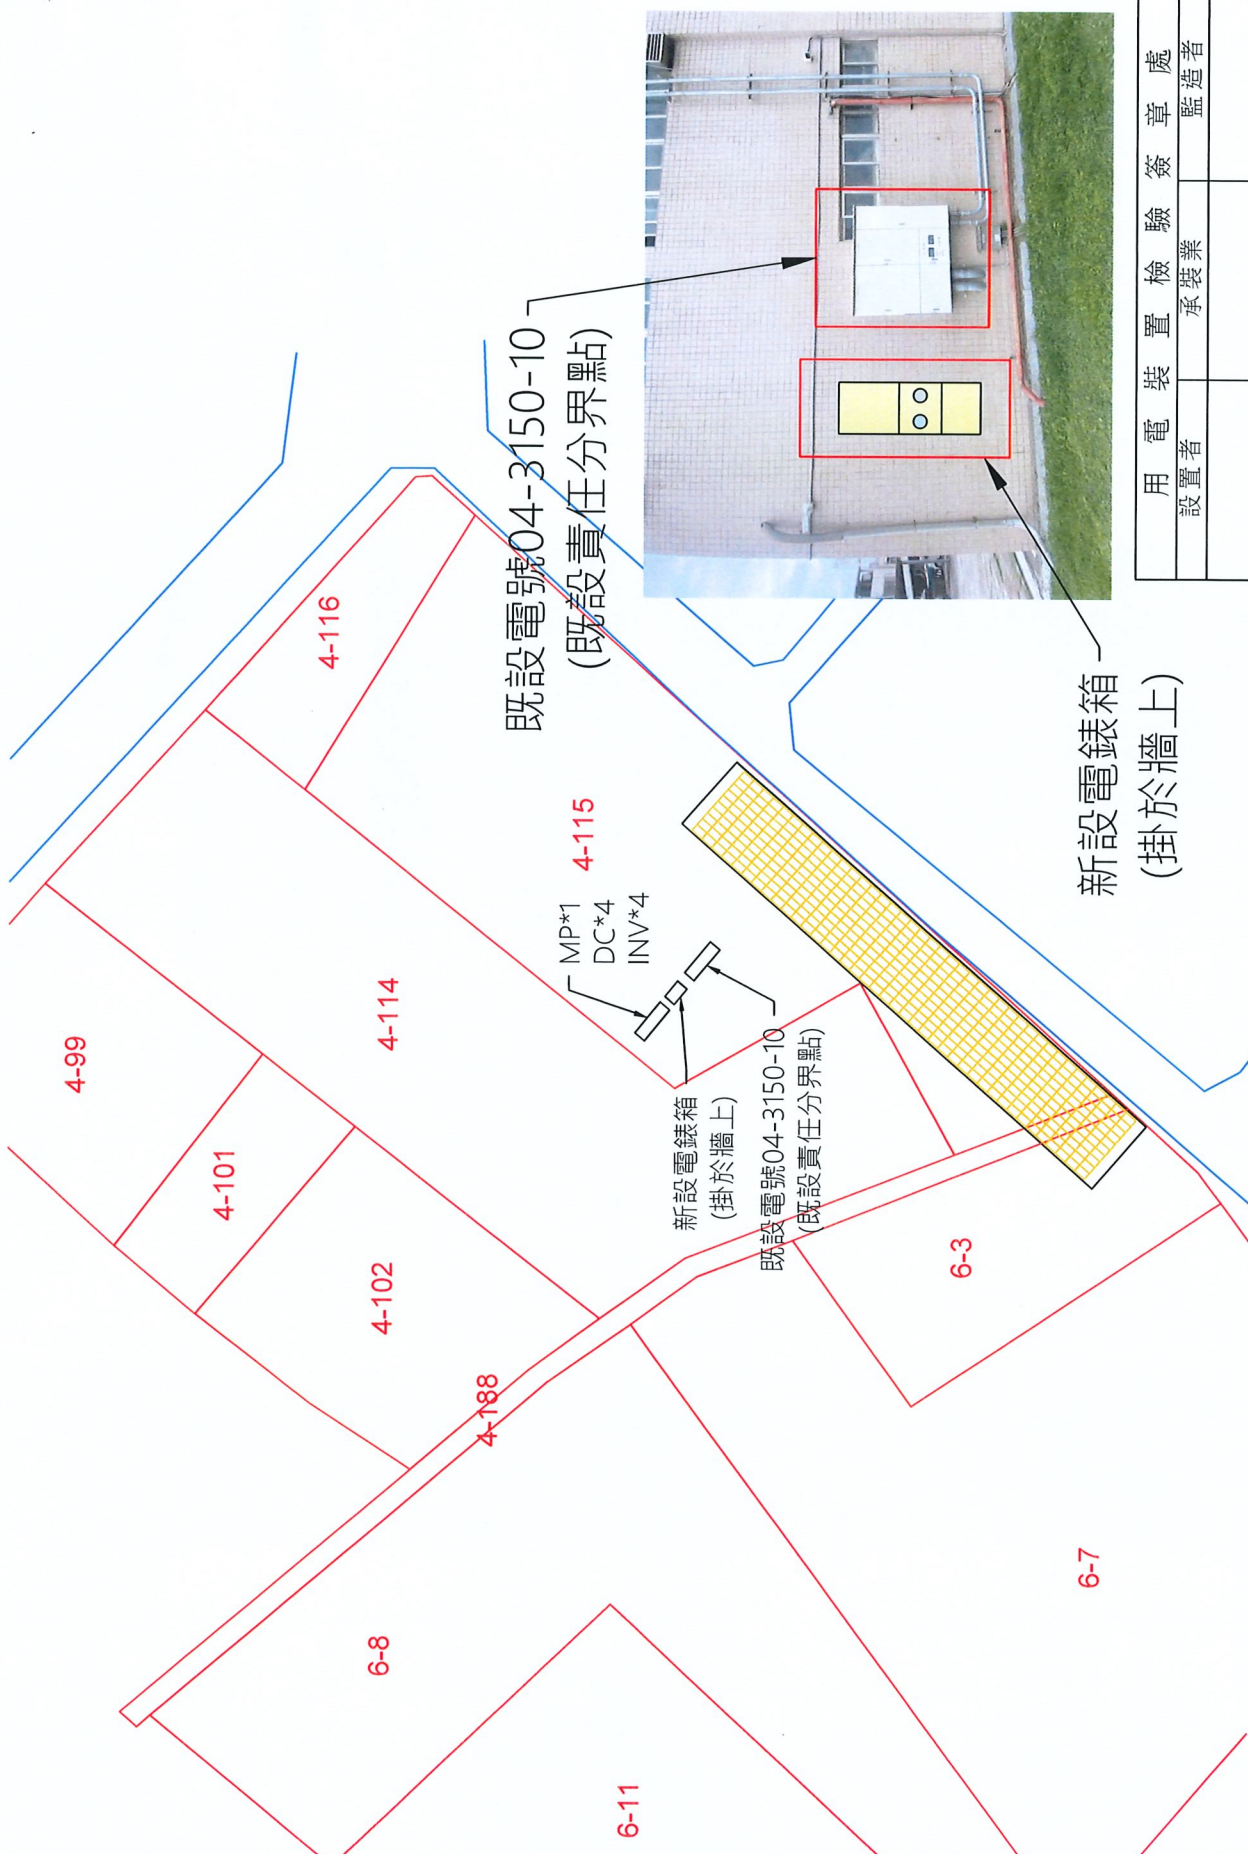 4-99
4-101
4-102
4-188
6-8
6-11
4-116
4-114
4-115
MP*1
DC*4
INV*4
新設電錶箱
(掛於牆上)
既設電號04-3150-10
(既設責任分界點)
6-3
6-7
既設電號04-3150-10
(既設責任分界點)
新設電錶箱
(掛於牆上)
用電裝置檢驗簽章處
設置者 承裝業 監造者